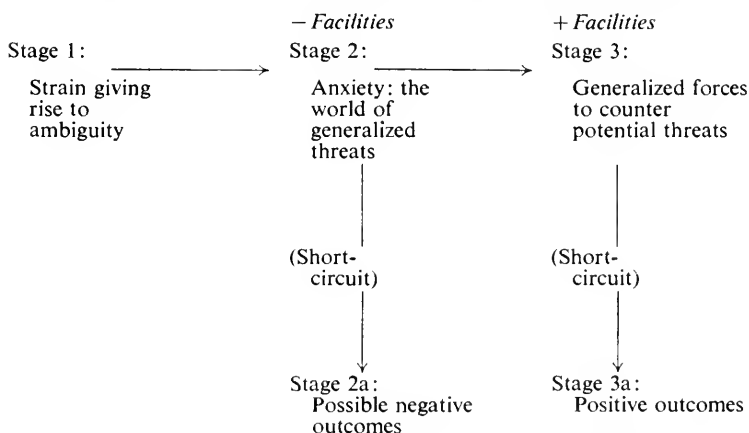 − Facilities + Facilities
Stage 1: Stage 2: Stage 3:
Strain giving Anxiety: the Generalized forces
rise to world of to counter
ambiguity generalized potential threats
threats
(Short- (Short-
circuit) circuit)
Stage 2a: Stage 3a:
Possible negative Positive outcomes
outcomes